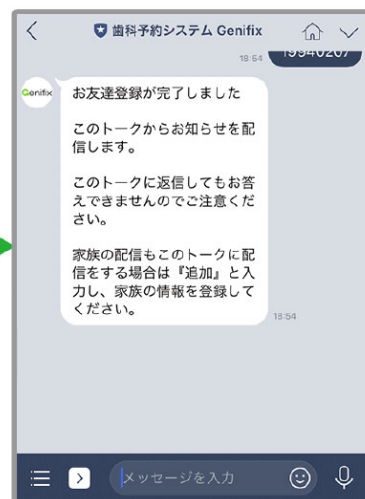 歯科予約システム Genifix
18:54
19940207
Genifix
お友達登録が完了しました
このトークからお知らせを配
信します。
このトークに返信してもお答
えできませんのでご注意くだ
さい。
家族の配信もこのトークに配
信をする場合は『追加』と入
力し、家族の情報を登録して
ください。
18:54
メッセージを入力